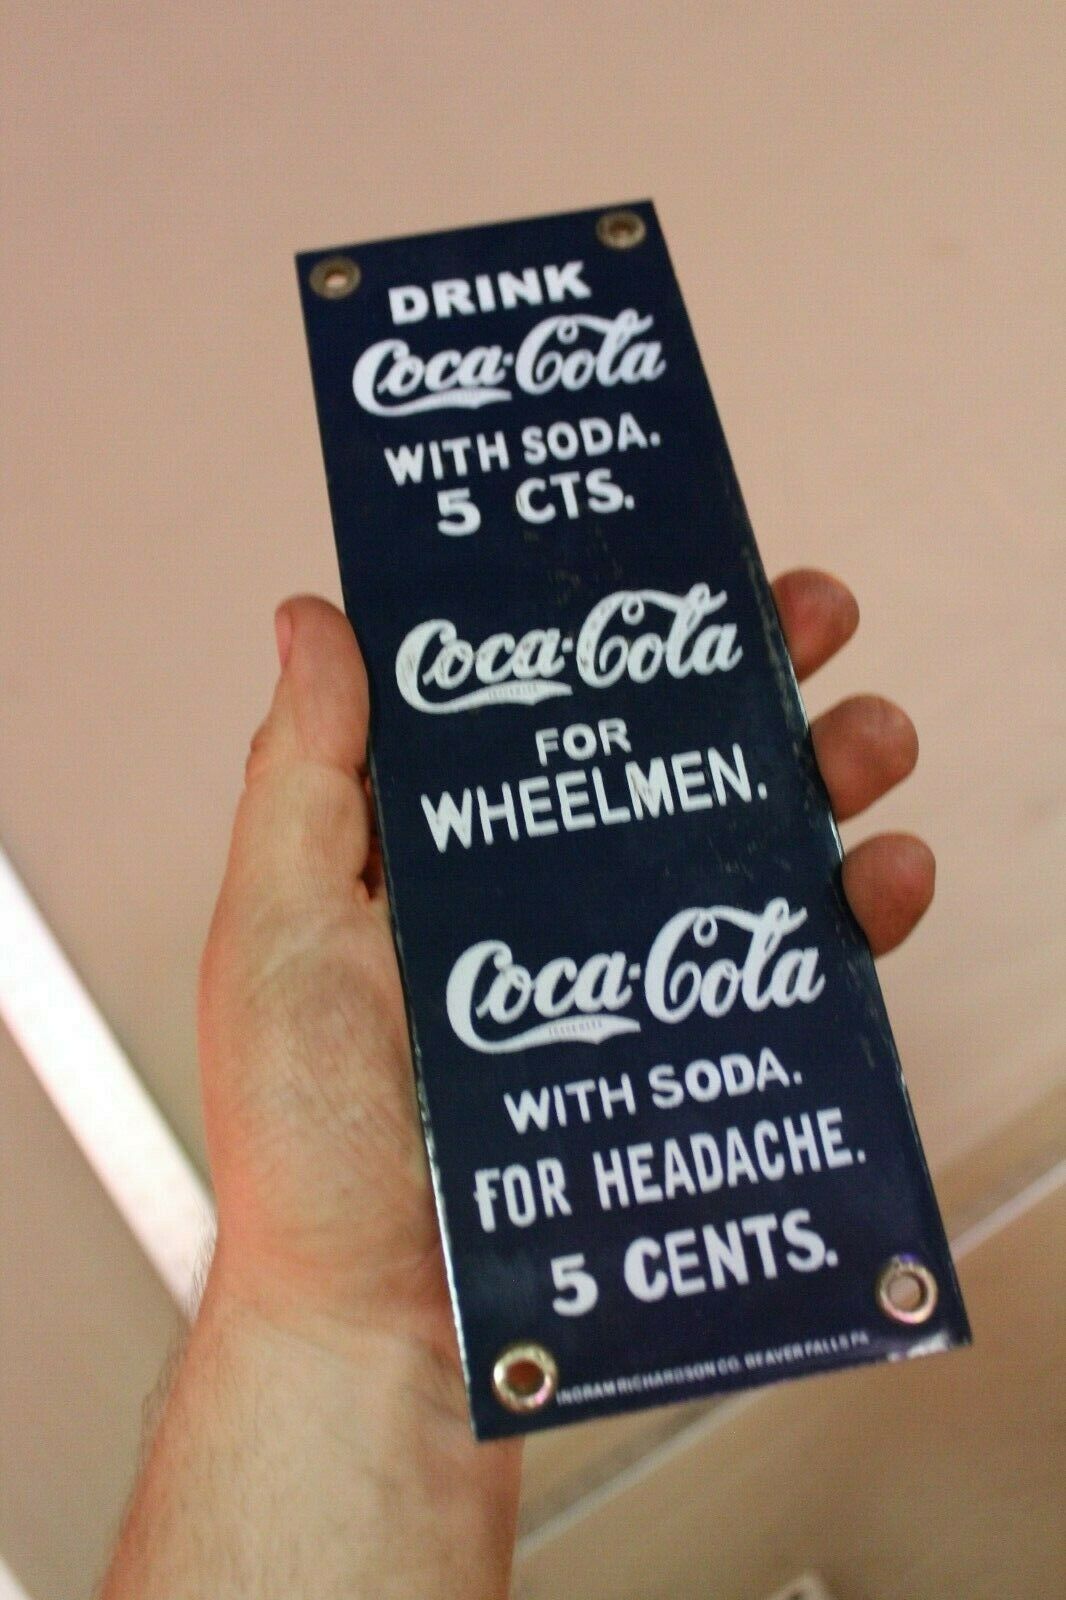 DRINK
Coca-Cola
WITH SODA.
5 CTS.
Coca-Cola
FOR
WHEELMEN.
Coca-Cola
WITH SODA.
FOR HEADACHE.
5 CENTS.
INGRAM RICHARDSON CO. BEAVER FALLS PA